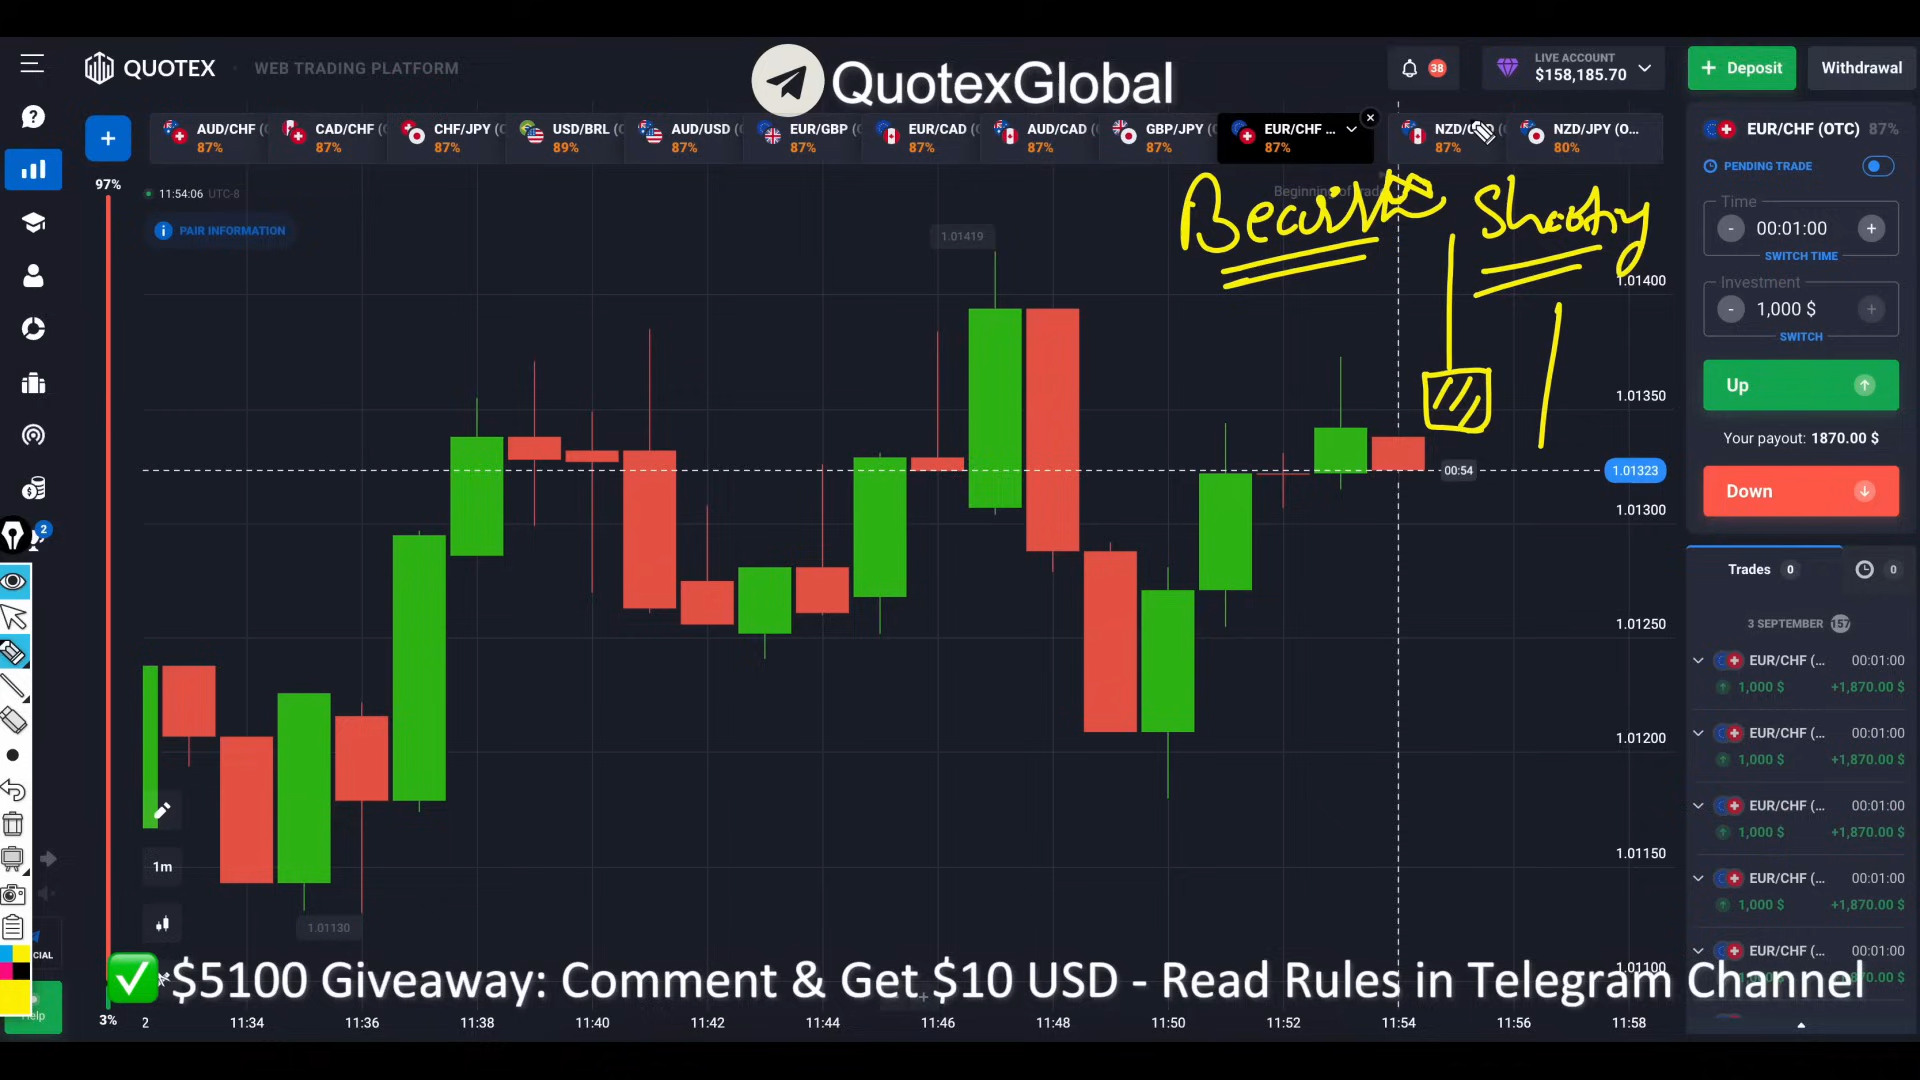 QUOTEX
WEB TRADING PLATFORM
QuotexGlobal
38
LIVE ACCOUNT
$158,185.70
+ Deposit
Withdrawal
+
AUD/CHF (O
87%
CAD/CHF (
87%
CHF/JPY (O
87%
USD/BRL (O
89%
AUD/USD (
87%
EUR/GBP (
87%
EUR/CAD (
87%
AUD/CAD (
87%
GBP/JPY (O
87%
EUR/CHF ...
87%
87%
NZD/JPY (O...
80%
EUR/CHF (OTC) 87%
97%
11:54:06 UTC-8
PAIR INFORMATION
PENDING TRADE
Time
- 00:01:00 +
SWITCH TIME
Investment
- 1,000 $ +
SWITCH
Up
Your payout: 1870.00 $
Down
Bearish
Shooting
1.01419
1.01400
1.01350
1.01323
1.01300
1.01250
1.01200
1.01150
1.01100
00:54
1.01130
2
1m
Help
3%
2 11:34 11:36 11:38 11:40 11:42 11:44 11:46 11:48 11:50 11:52 11:54 11:56 11:58
Trades 0
0
3 SEPTEMBER 157
EUR/CHF (... 00:01:00
1,000 $ +1,870.00 $
EUR/CHF (... 00:01:00
1,000 $ +1,870.00 $
EUR/CHF (... 00:01:00
1,000 $ +1,870.00 $
EUR/CHF (... 00:01:00
1,000 $ +1,870.00 $
EUR/CHF (... 00:01:00
$5100 Giveaway: Comment & Get $10 USD - Read Rules in Telegram Channel